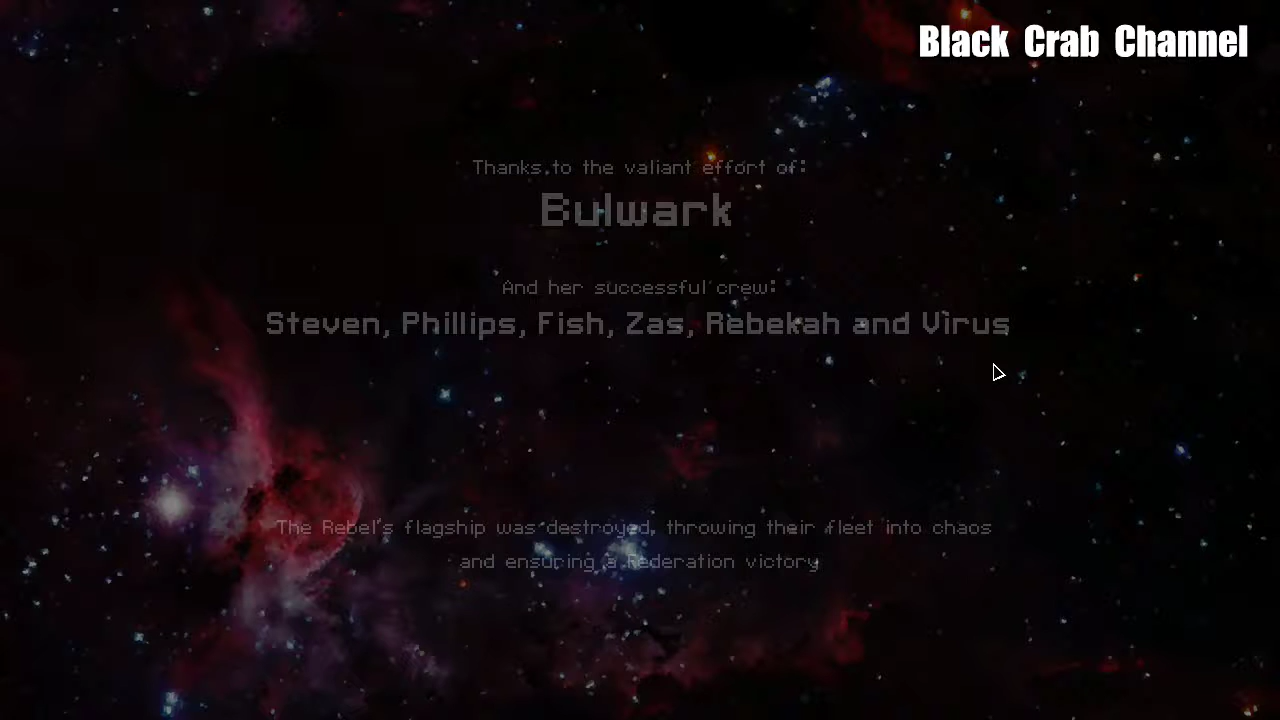 Black Crab Channel
Thanks to the valiant effort of:
Bulwark
And her successful crew:
Steven, Phillips, Fish, Zas, Rebekah and Virus
The Rebel's flagship was destroyed, throwing their fleet into chaos
and ensuring a Federation victory